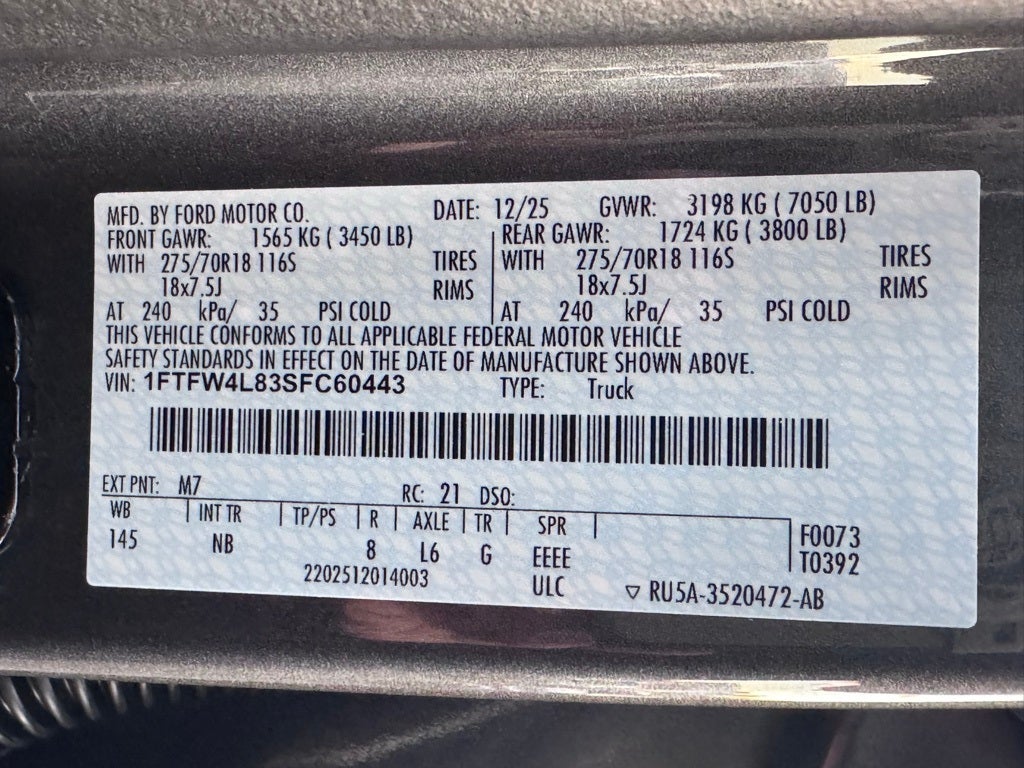 MFD. BY FORD MOTOR CO. DATE: 12/25 GVWR: 3198 KG ( 7050 LB)
FRONT GAWR: 1565 KG ( 3450 LB) REAR GAWR: 1724 KG ( 3800 LB)
WITH 275/70R18 116S TIRES WITH 275/70R18 116S TIRES
18x7.5J RIMS 18x7.5J RIMS
AT 240 kPa/ 35 PSI COLD AT 240 kPa/ 35 PSI COLD
THIS VEHICLE CONFORMS TO ALL APPLICABLE FEDERAL MOTOR VEHICLE
SAFETY STANDARDS IN EFFECT ON THE DATE OF MANUFACTURE SHOWN ABOVE.
VIN: 1FTFW4L83SFC60443 TYPE: Truck
EXT PNT: M7 RC: 21 DSO:
WB INT TR TP/PS R AXLE TR SPR F0073
145 NB 8 L6 G EEEE T0392
2202512014003 ULC ▽ RU5A-3520472-AB